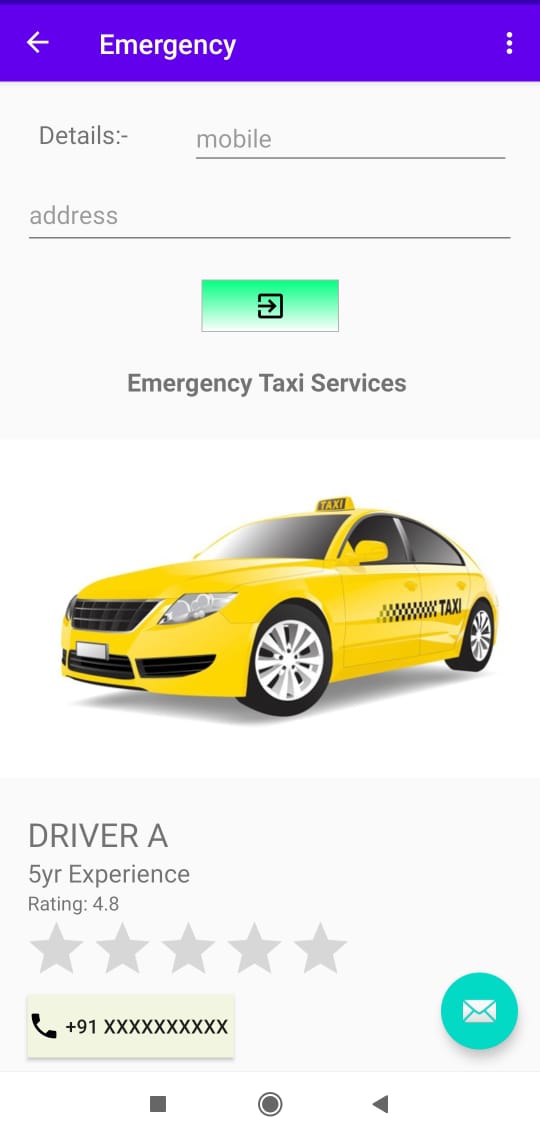 Emergency
Details:-
mobile
address
Emergency Taxi Services
TAXI
TAXI
DRIVER A
5yr Experience
Rating: 4.8
+91 XXXXXXXXXX